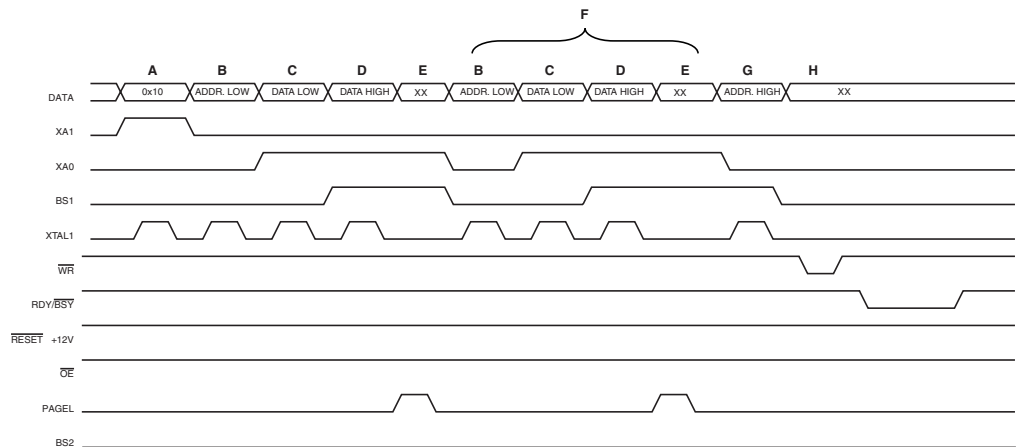 F
A B C D E B C D E G H
DATA 0x10 ADDR. LOW DATA LOW DATA HIGH XX ADDR. LOW DATA LOW DATA HIGH XX ADDR. HIGH XX
XA1
XA0
BS1
XTAL1
WR
RDY/BSY
RESET +12V
OE
PAGEL
BS2